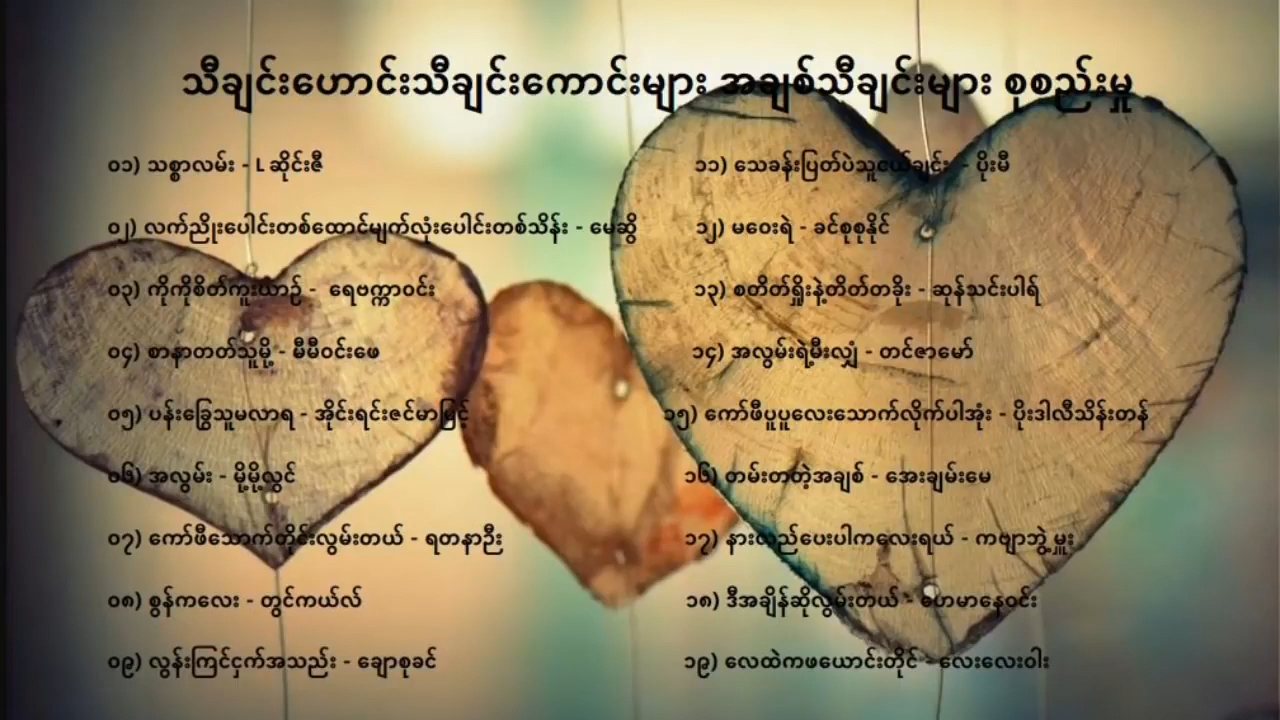 သီချင်းဟောင်းသီချင်းကောင်းများ အချစ်သီချင်းများ စုစည်းမှု
၀၁) သစ္စာလမ်း - L ဆိုင်းဇီ
၀၂) လက်ညှိုးပေါင်းတစ်ထောင်မျက်လုံးပေါင်းတစ်သိန်း - မေဆွိ
၀၃) ကိုကိုစိတ်ကူးယာဉ် - ရေဗက္ကာဝင်း
၀၄) စာနာတတ်သူမို့ - မီမီဝင်းဖေ
၀၅) ပန်းခြွေသူမလာရ - အိုင်းရင်းဇင်မာမြင့်
၀၆) အလွမ်း - မို့မို့လွင်
၀၇) ကော်ဖီသောက်တိုင်းလွမ်းတယ် - ရတနာဦး
၀၈) စွန်ကလေး - တွင်ကယ်လ်
၀၉) လွန်းကြင်ငှက်အသည်း - ချောစုခင်
၁၁) သေခန်းပြတ်ပဲသူငယ်ချင်း - ပိုးမီ
၁၂) မဝေးရဲ - ခင်စုစုနိုင်
၁၃) စတိတ်ရှိုးနဲ့တိတ်တခိုး - ဆုန်သင်းပါရ်
၁၄) အလွမ်းရဲ့မီးလျှံ - တင်ဇာမော်
၁၅) ကော်ဖီပူပူလေးသောက်လိုက်ပါအုံး - ပိုးဒါလီသိန်းတန်
၁၆) တမ်းတတဲ့အချစ် - အေးချမ်းမေ
၁၇) နားလည်ပေးပါကလေးရယ် - ကဗျာဘွဲ့မှူး
၁၈) ဒီအချိန်ဆိုလွမ်းတယ် - ဟေမာနေဝင်း
၁၉) လေထဲကဖယောင်းတိုင် - လေးလေးဝါး